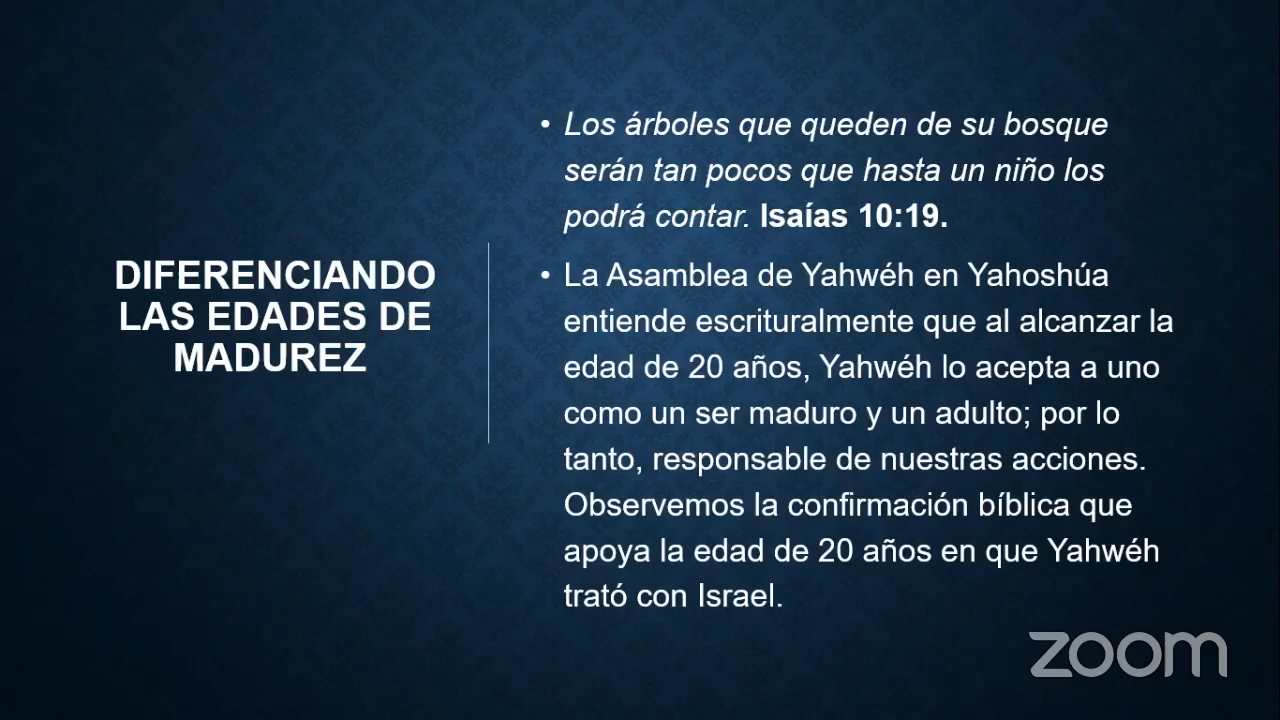 DIFERENCIANDO
LAS EDADES DE
MADUREZ
• Los árboles que queden de su bosque
serán tan pocos que hasta un niño los
podrá contar. Isaías 10:19.
• La Asamblea de Yahwéh en Yahoshúa
entiende escrituralmente que al alcanzar la
edad de 20 años, Yahwéh lo acepta a uno
como un ser maduro y un adulto; por lo
tanto, responsable de nuestras acciones.
Observemos la confirmación bíblica que
apoya la edad de 20 años en que Yahwéh
trató con Israel.
zoom